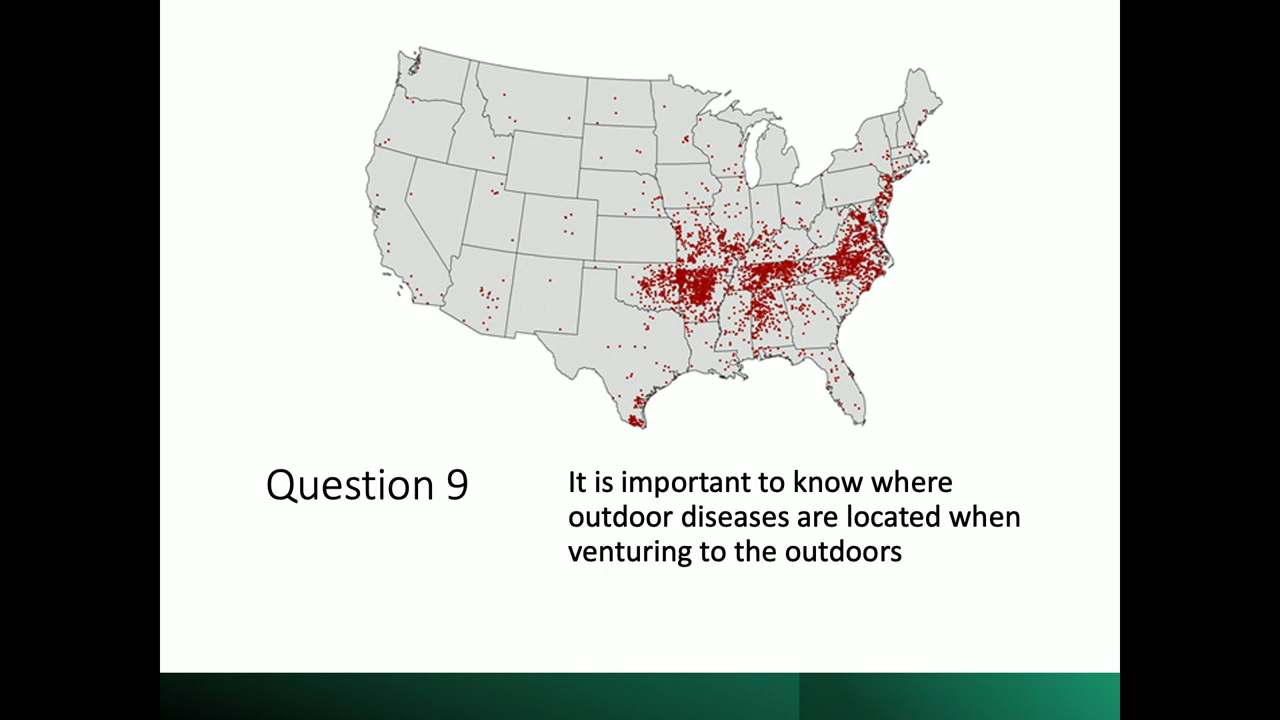 Question 9
It is important to know where
outdoor diseases are located when
venturing to the outdoors